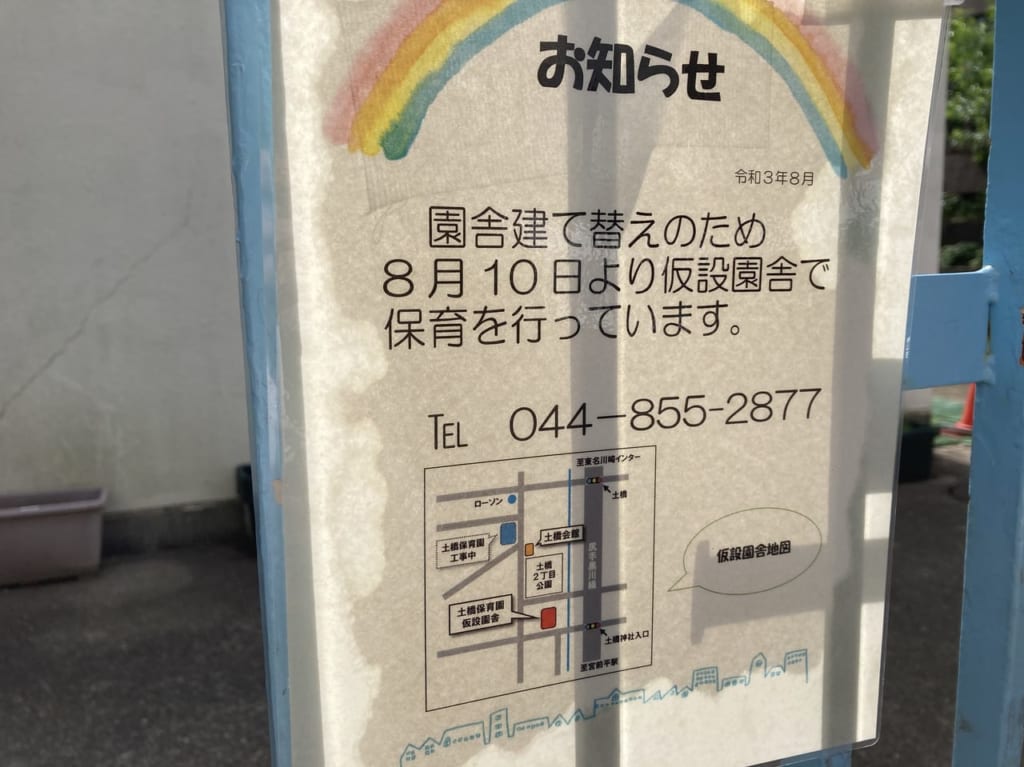 お知らせ
令和3年8月
園舎建て替えのため
8月10日より仮設園舎で
保育を行っています。
TEL 044-855-2877
至東名川崎インター
ローソン
土橋
土橋保育園
工事中
土橋会館
土橋
2丁目
公園
尻手黒川線
仮設園舎地図
土橋保育園
仮設園舎
土橋神社入口
至宮前平駅